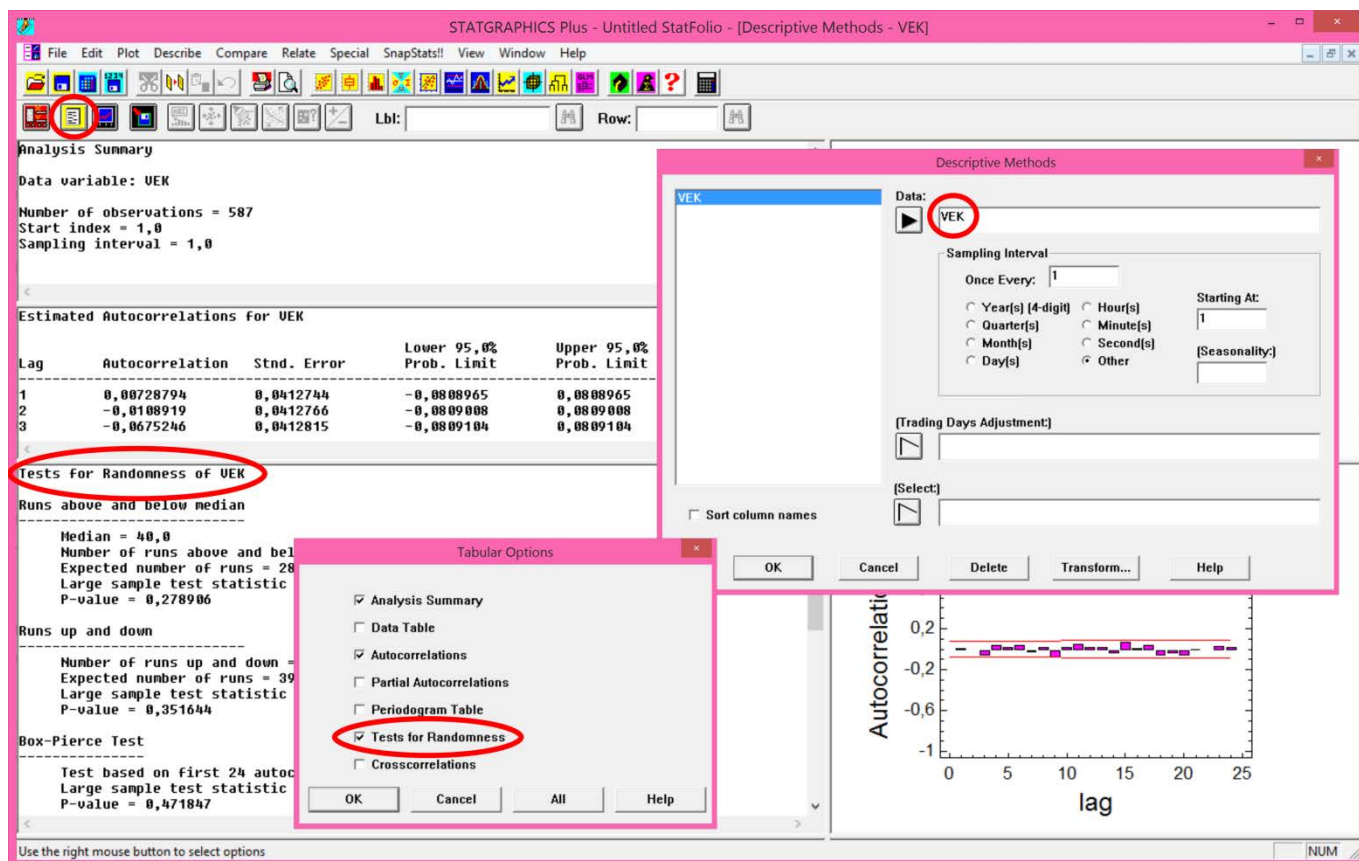 STATGRAPHICS Plus - Untitled StatFolio - [Descriptive Methods - VEK]
File Edit Plot Describe Compare Relate Special SnapStats!! View Window Help
Lbl: Row:
Analysis Summary
Data variable: VEK
Number of observations = 587
Start index = 1,0
Sampling interval = 1,0
Estimated Autocorrelations for VEK
Lower 95,0% Upper 95,0%
Lag Autocorrelation Stnd. Error Prob. Limit Prob. Limit
1 0,00728794 0,0412744 -0,0808965 0,0808965
2 -0,0108919 0,0412766 -0,0809008 0,0809008
3 -0,0675246 0,0412815 -0,0809104 0,0809104
Tests for Randomness of VEK
Runs above and below median
Median = 40,0
Number of runs above and bel
Expected number of runs = 28
Large sample test statistic
P-value = 0,278906
Runs up and down
Number of runs up and down =
Expected number of runs = 39
Large sample test statistic
P-value = 0,351644
Box-Pierce Test
Test based on first 24 autoc
Large sample test statistic
P-value = 0,471847
Descriptive Methods
VEK
Data:
VEK
Sampling Interval
Once Every: 1
Year(s) (4-digit) Hour(s)
Quarter(s) Minute(s)
Month(s) Second(s)
Day(s) Other
Starting At:
1
(Seasonality:)
(Trading Days Adjustment:)
(Select:)
Sort column names
OK Cancel Delete Transform... Help
Tabular Options
Analysis Summary
Data Table
Autocorrelations
Partial Autocorrelations
Periodogram Table
Tests for Randomness
Crosscorrelations
OK Cancel All Help
Autocorrelatio
0,2
-0,2
-0,6
-1
0 5 10 15 20 25
lag
Use the right mouse button to select options
NUM